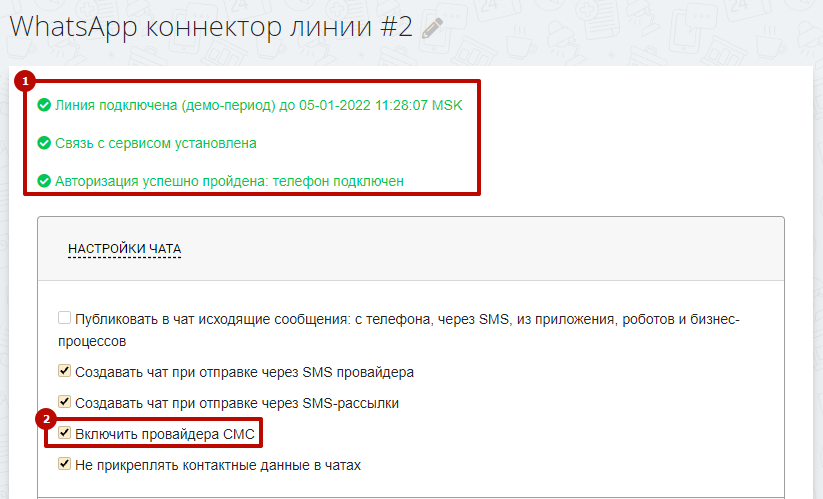 WhatsApp коннектор линии #2
1
Линия подключена (демо-период) до 05-01-2022 11:28:07 MSK
Связь с сервисом установлена
Авторизация успешно пройдена: телефон подключен
НАСТРОЙКИ ЧАТА
Публиковать в чат исходящие сообщения: с телефона, через SMS, из приложения, роботов и бизнес-
процессов
Создавать чат при отправке через SMS провайдера
Создавать чат при отправке через SMS-рассылки
2
Включить провайдера СМС
Не прикреплять контактные данные в чатах